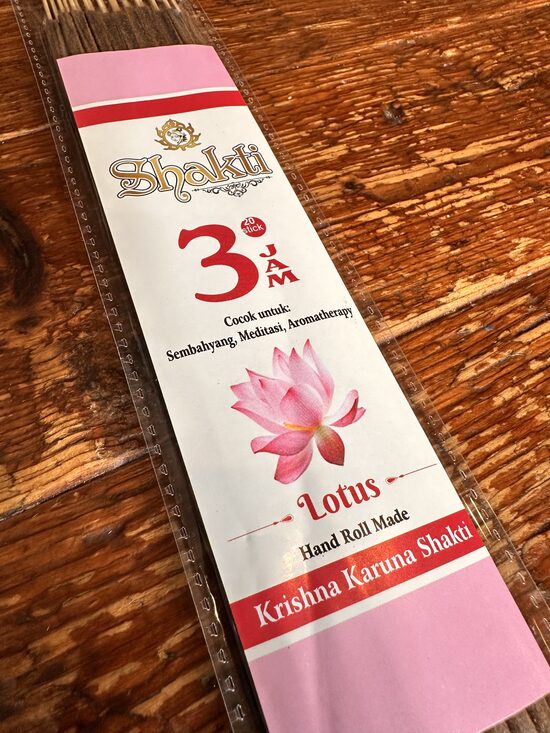 Shakti
3
20
stick
JAM
Cocok untuk:
Sembahyang, Meditasi, Aromatherapy
Lotus
Hand Roll Made
Krishna Karuna Shakti